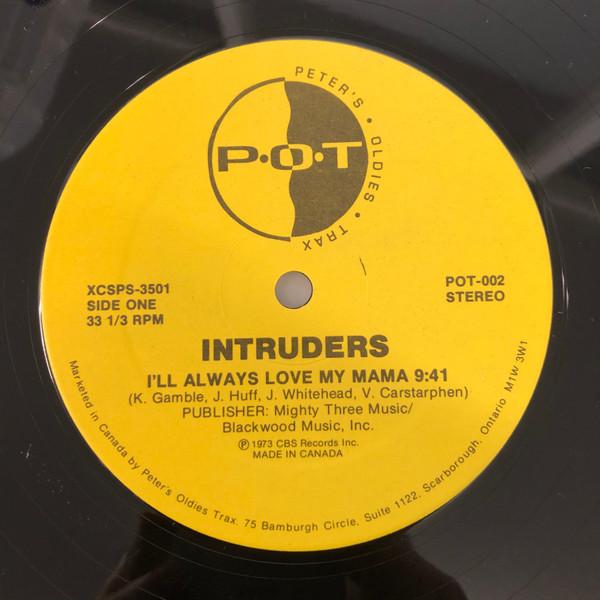 PETER'S • OLDIES • TRAX
P•O•T
XCSPS-3501
SIDE ONE
33 1/3 RPM
POT-002
STEREO
INTRUDERS
I'LL ALWAYS LOVE MY MAMA 9:41
(K. Gamble, J. Huff, J. Whitehead, V. Carstarphen)
PUBLISHER: Mighty Three Music/
Blackwood Music, Inc.
Ⓟ 1973 CBS Records Inc.
MADE IN CANADA
Marketed in Canada by Peter's Oldies Trax. 75 Bamburgh Circle, Suite 1122, Scarborough, Ontario M1W 3W1